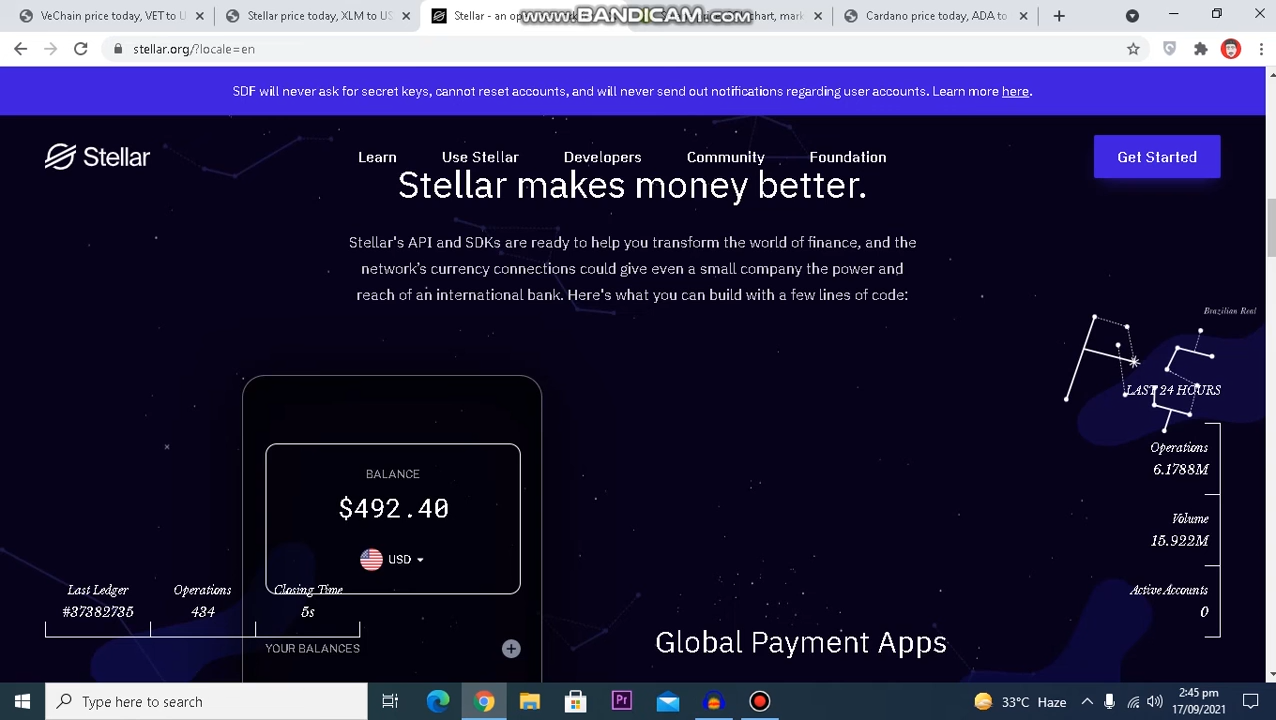 VeChain price today, VET to U
Stellar price today, XLM to US
Stellar - an op
www.BANDICAM.com
chart, mark
Cardano price today, ADA to
stellar.org/?locale=en
SDF will never ask for secret keys, cannot reset accounts, and will never send out notifications regarding user accounts. Learn more here.
Stellar
Learn
Use Stellar
Developers
Community
Foundation
Get Started
Stellar makes money better.
Stellar's API and SDKs are ready to help you transform the world of finance, and the
network's currency connections could give even a small company the power and
reach of an international bank. Here's what you can build with a few lines of code:
Brazilian Real
LAST 24 HOURS
Operations
6.1788M
Volume
15.922M
Active Accounts
0
BALANCE
$492.40
USD
Last Ledger
#37382735
Operations
434
Closing Time
5s
YOUR BALANCES
Global Payment Apps
Type here to search
Pr
33°C Haze
2:45 pm
17/09/2021